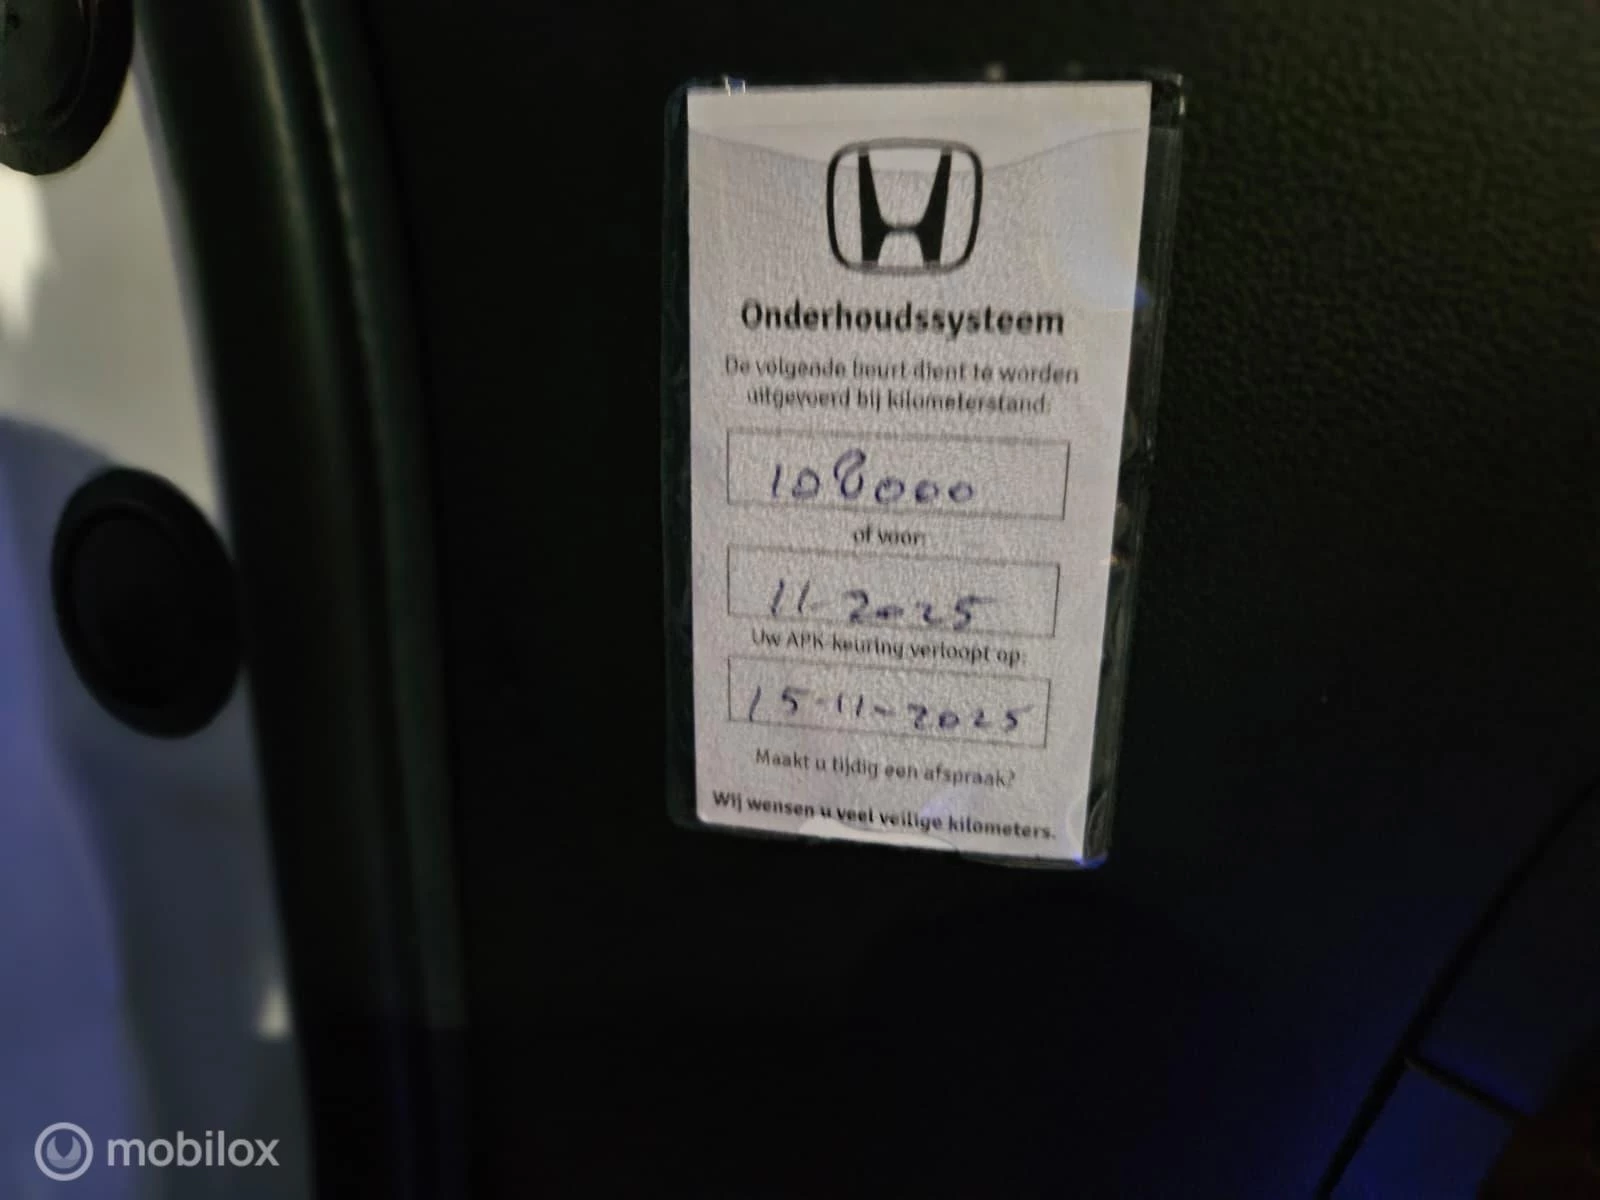 Onderhoudssysteem
De volgende beurt dient te worden
uitgevoerd bij kilometerstand:
108000
of voor:
11-2025
Uw APK-keuring verloopt op:
15-11-2025
Maakt u tijdig een afspraak?
Wij wensen u veel veilige kilometers.
mobilox